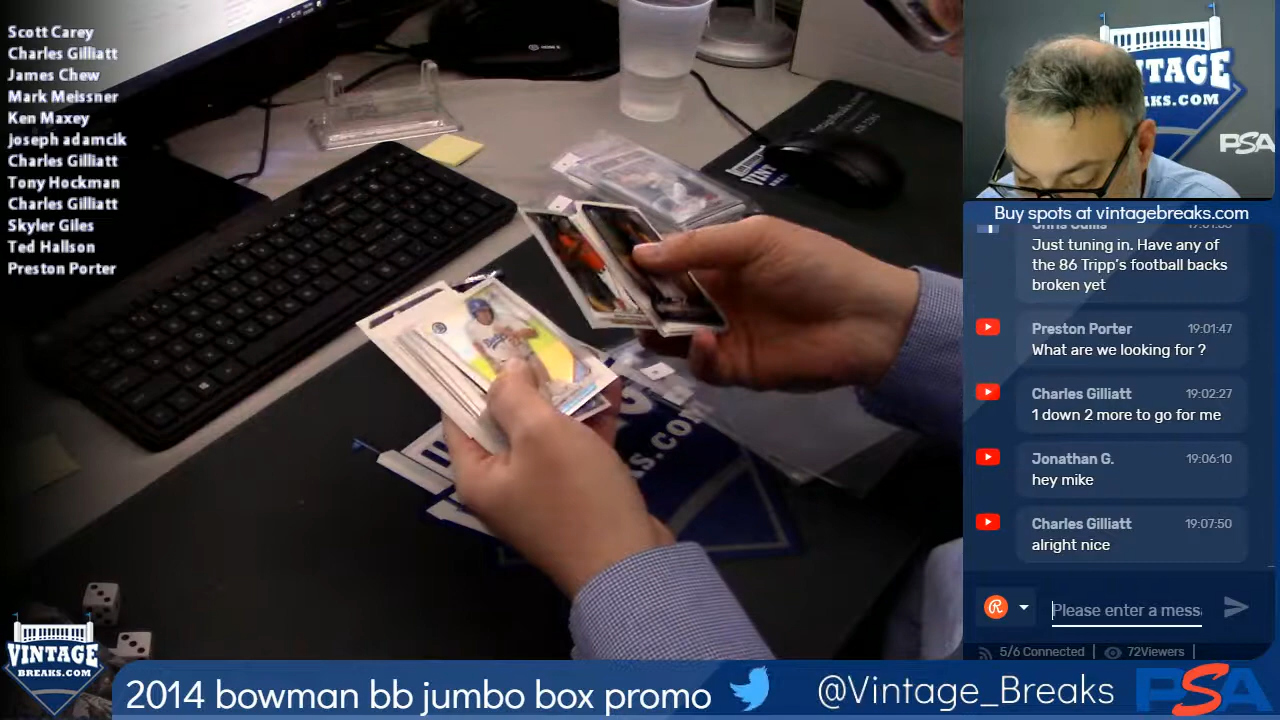 Scott Carey
Charles Gilliatt
James Chew
Mark Meissner
Ken Maxey
joseph adamcik
Charles Gilliatt
Tony Hockman
Charles Gilliatt
Skyler Giles
Ted Hallson
Preston Porter
PSA
Buy spots at vintagebreaks.com
Just tuning in. Have any of
the 86 Tripp's football backs
broken yet
Preston Porter 19:01:47
What are we looking for ?
Charles Gilliatt 19:02:27
1 down 2 more to go for me
Jonathan G. 19:06:10
hey mike
Charles Gilliatt 19:07:50
alright nice
Please enter a messa
5/6 Connected | 72Viewers |
VINTAGE
BREAKS.COM
2014 bowman bb jumbo box promo
@Vintage_Breaks
PSA